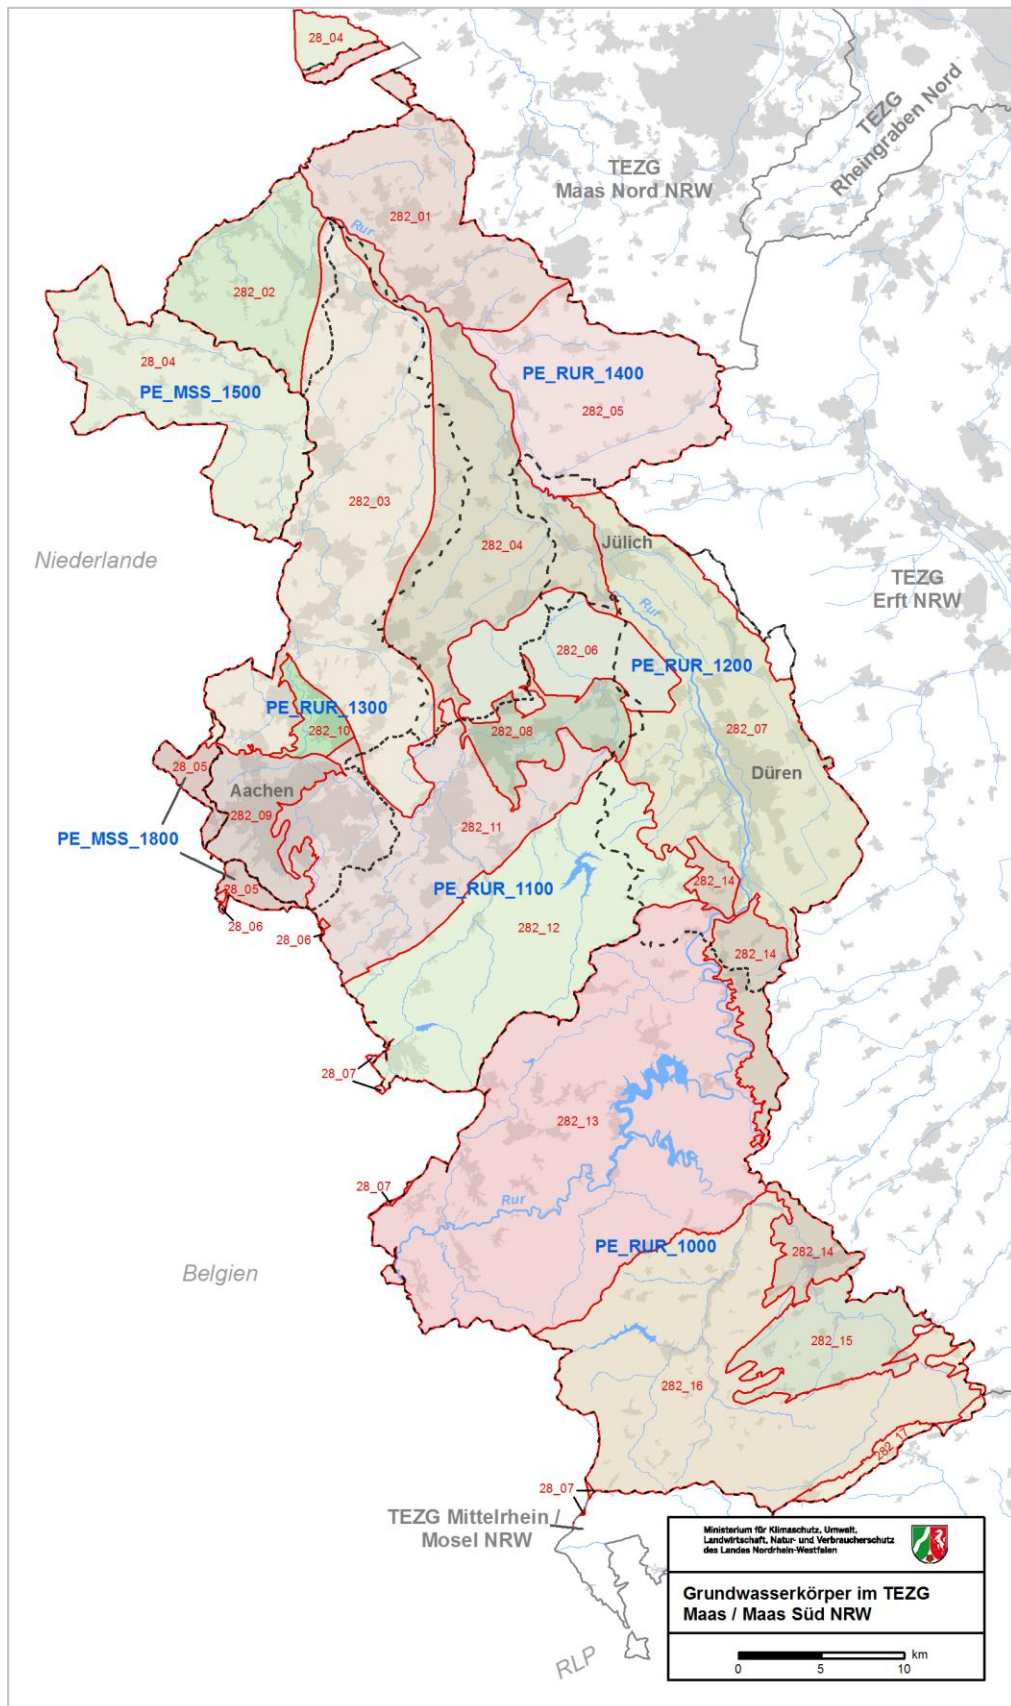 28_04
TEZG
Rheingraben Nord
TEZG
Maas Nord NRW
282_01
Rur
282_02
28_04
PE_MSS_1500
PE_RUR_1400
282_05
282_03
282_04
Jülich
Niederlande
TEZG
Erft NRW
Rur
282_06
PE_RUR_1200
PE_RUR_1300
282_10
282_08
282_07
28_05
Aachen
282_09
Düren
282_11
PE_MSS_1800
28_05
PE_RUR_1100
282_14
28_06
28_06
282_12
282_14
28_07
282_13
28_07
Rur
PE_RUR_1000
282_14
Belgien
282_15
282_16
282_17
28_07
TEZG Mittelrhein /
Mosel NRW
RLP
Ministerium für Klimaschutz, Umwelt,
Landwirtschaft, Natur- und Verbraucherschutz
des Landes Nordrhein-Westfalen
Grundwasserkörper im TEZG
Maas / Maas Süd NRW
km
0 5 10